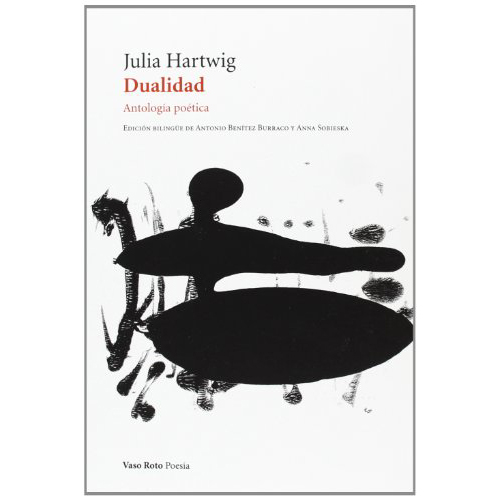 Julia Hartwig
Dualidad
Antología poética
Edición bilingüe de Antonio Benítez Burraco y Anna Sobieska
Vaso Roto Poesía